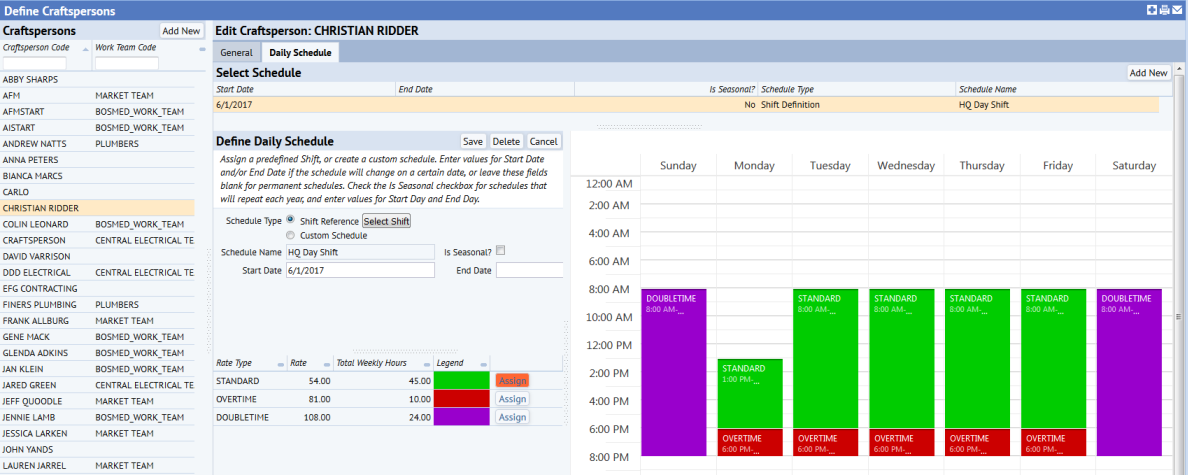 Define Craftspersons
Craftspersons
Add New
Craftsperson Code
Work Team Code
ABBY SHARPS
AFM MARKET TEAM
AFMSTART BOSMED_WORK_TEAM
AISTART BOSMED_WORK_TEAM
ANDREW NATTS PLUMBERS
ANNA PETERS
BIANCA MARCS
CARLO
CHRISTIAN RIDDER
COLIN LEONARD BOSMED_WORK_TEAM
CRAFTSPERSON CENTRAL ELECTRICAL TE
DAVID VARRISON
DDD ELECTRICAL CENTRAL ELECTRICAL TE
EFG CONTRACTING
FINERS PLUMBING PLUMBERS
FRANK ALLBURG MARKET TEAM
GENE MACK BOSMED_WORK_TEAM
GLENDA ADKINS BOSMED_WORK_TEAM
JAN KLEIN BOSMED_WORK_TEAM
JARED GREEN CENTRAL ELECTRICAL TE
JEFF QUOODLE MARKET TEAM
JENNIE LAMB BOSMED_WORK_TEAM
JESSICA LARKEN MARKET TEAM
JOHN YANDS
LAUREN JARREL MARKET TEAM
Edit Craftsperson: CHRISTIAN RIDDER
General Daily Schedule
Select Schedule
Add New
Start Date End Date Is Seasonal? Schedule Type Schedule Name
6/1/2017 No Shift Definition HQ Day Shift
Define Daily Schedule
Save Delete Cancel
Assign a predefined Shift, or create a custom schedule. Enter values for Start Date
and/or End Date if the schedule will change on a certain date, or leave these fields
blank for permanent schedules. Check the Is Seasonal checkbox for schedules that
will repeat each year, and enter values for Start Day and End Day.
Schedule Type Shift Reference Select Shift
Custom Schedule
Schedule Name HQ Day Shift Is Seasonal?
Start Date 6/1/2017 End Date
Rate Type Rate Total Weekly Hours Legend
STANDARD 54.00 45.00 Assign
OVERTIME 81.00 10.00 Assign
DOUBLETIME 108.00 24.00 Assign
Sunday Monday Tuesday Wednesday Thursday Friday Saturday
12:00 AM
2:00 AM
4:00 AM
6:00 AM
8:00 AM
DOUBLETIME STANDARD STANDARD STANDARD STANDARD DOUBLETIME
8:00 AM-... 8:00 AM-... 8:00 AM-... 8:00 AM-... 8:00 AM-... 8:00 AM-...
10:00 AM
12:00 PM
STANDARD
2:00 PM
1:00 PM-...
4:00 PM
6:00 PM
OVERTIME OVERTIME OVERTIME OVERTIME OVERTIME
6:00 PM-... 6:00 PM-... 6:00 PM-... 6:00 PM-... 6:00 PM-...
8:00 PM